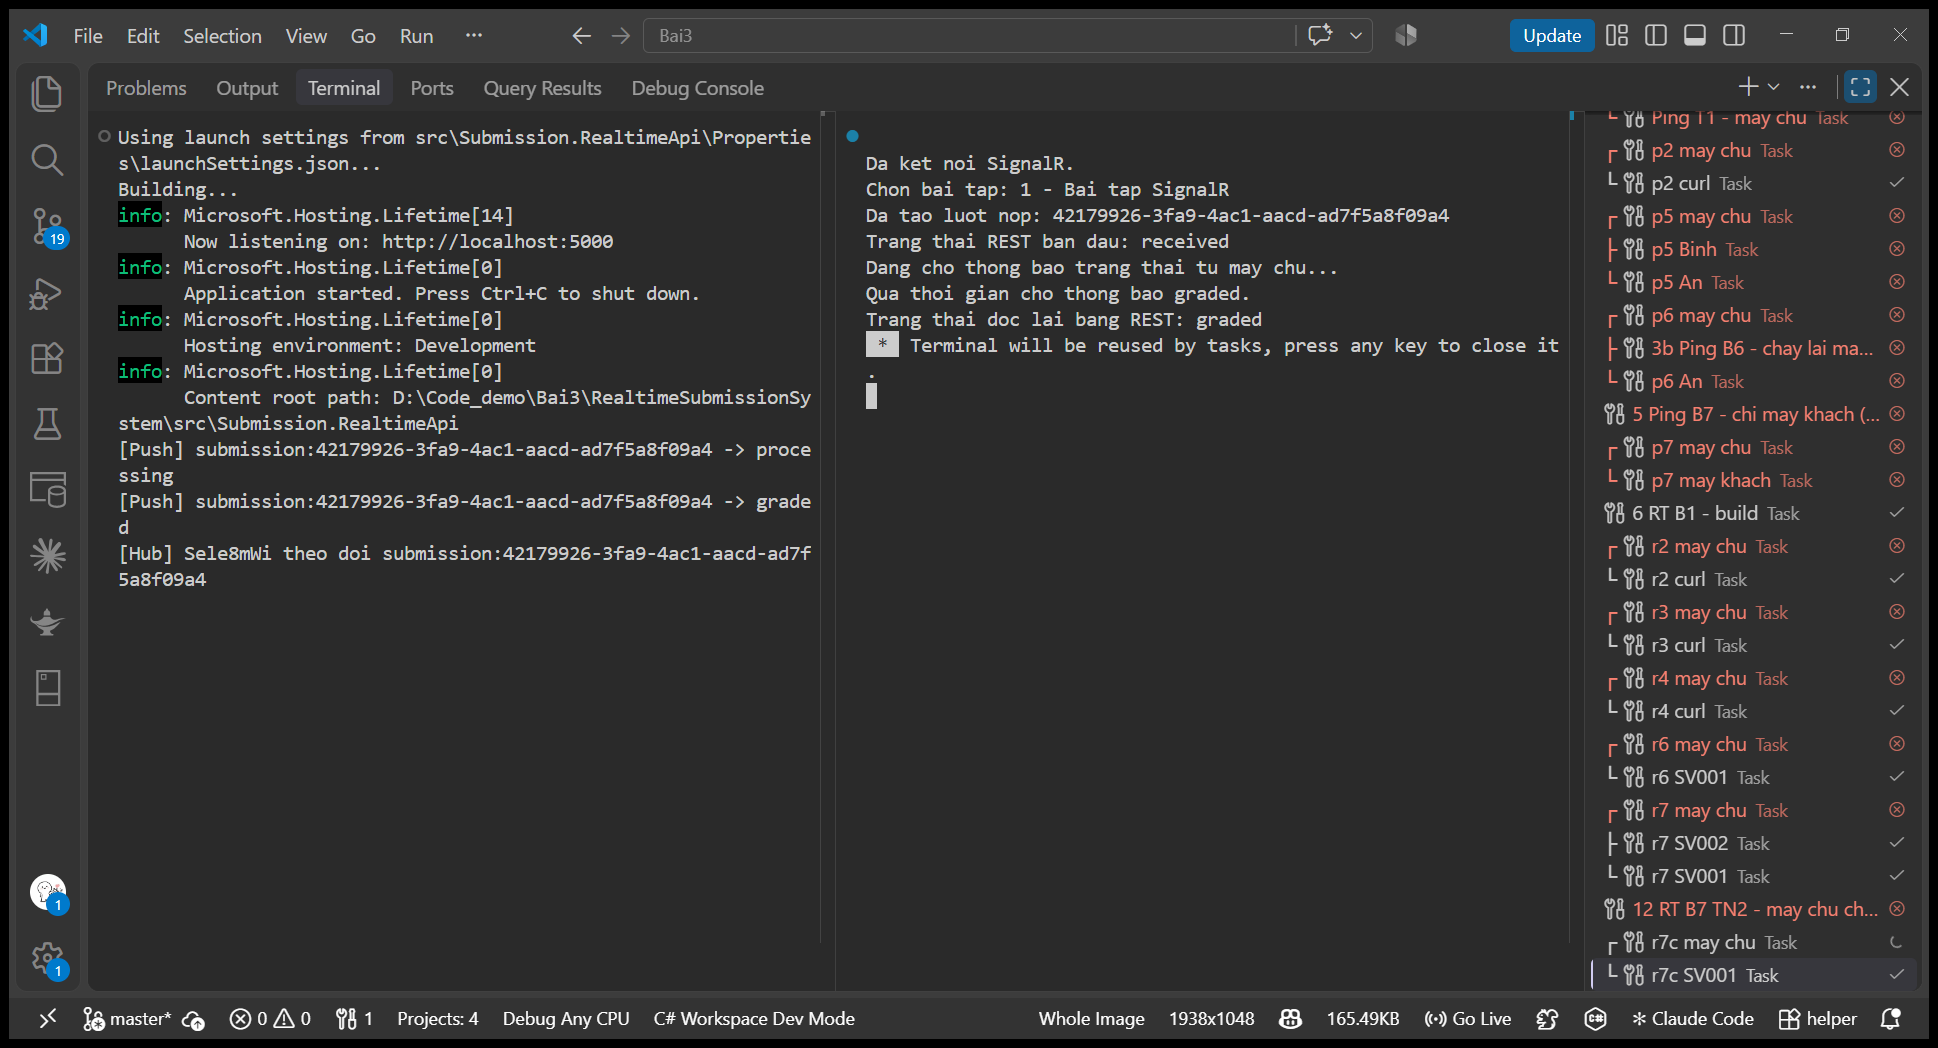 File Edit Selection View Go Run ···
Bai3
Update
Problems Output Terminal Ports Query Results Debug Console
Using launch settings from src\Submission.RealtimeApi\Propertie
s\launchSettings.json...
Building...
info: Microsoft.Hosting.Lifetime[14]
Now listening on: http://localhost:5000
info: Microsoft.Hosting.Lifetime[0]
Application started. Press Ctrl+C to shut down.
info: Microsoft.Hosting.Lifetime[0]
Hosting environment: Development
info: Microsoft.Hosting.Lifetime[0]
Content root path: D:\Code_demo\Bai3\RealtimeSubmissionSy
stem\src\Submission.RealtimeApi
[Push] submission:42179926-3fa9-4ac1-aacd-ad7f5a8f09a4 -> proce
ssing
[Push] submission:42179926-3fa9-4ac1-aacd-ad7f5a8f09a4 -> grade
d
[Hub] Sele8mWi theo doi submission:42179926-3fa9-4ac1-aacd-ad7f
5a8f09a4
Da ket noi SignalR.
Chon bai tap: 1 - Bai tap SignalR
Da tao luot nop: 42179926-3fa9-4ac1-aacd-ad7f5a8f09a4
Trang thai REST ban dau: received
Dang cho thong bao trang thai tu may chu...
Qua thoi gian cho thong bao graded.
Trang thai doc lai bang REST: graded
* Terminal will be reused by tasks, press any key to close it
.
Ping T1 - may chu Task
p2 may chu Task
p2 curl Task
p5 may chu Task
p5 Binh Task
p5 An Task
p6 may chu Task
3b Ping B6 - chay lai ma...
p6 An Task
5 Ping B7 - chi may khach (...
p7 may chu Task
p7 may khach Task
6 RT B1 - build Task
r2 may chu Task
r2 curl Task
r3 may chu Task
r3 curl Task
r4 may chu Task
r4 curl Task
r6 may chu Task
r6 SV001 Task
r7 may chu Task
r7 SV002 Task
r7 SV001 Task
12 RT B7 TN2 - may chu ch...
r7c may chu Task
r7c SV001 Task
19
1
1
master* 0 0 1 Projects: 4 Debug Any CPU C# Workspace Dev Mode Whole Image 1938x1048 165.49KB Go Live C# Claude Code helper